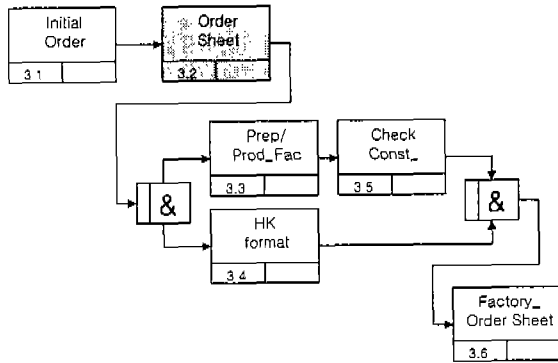 Initial
Order
3.1
Order
Sheet
3.2
Prep/
Prod_Fac
3.3
Check
Const_
3.5
&
HK
format
3.4
&
Factory_
Order Sheet
3.6